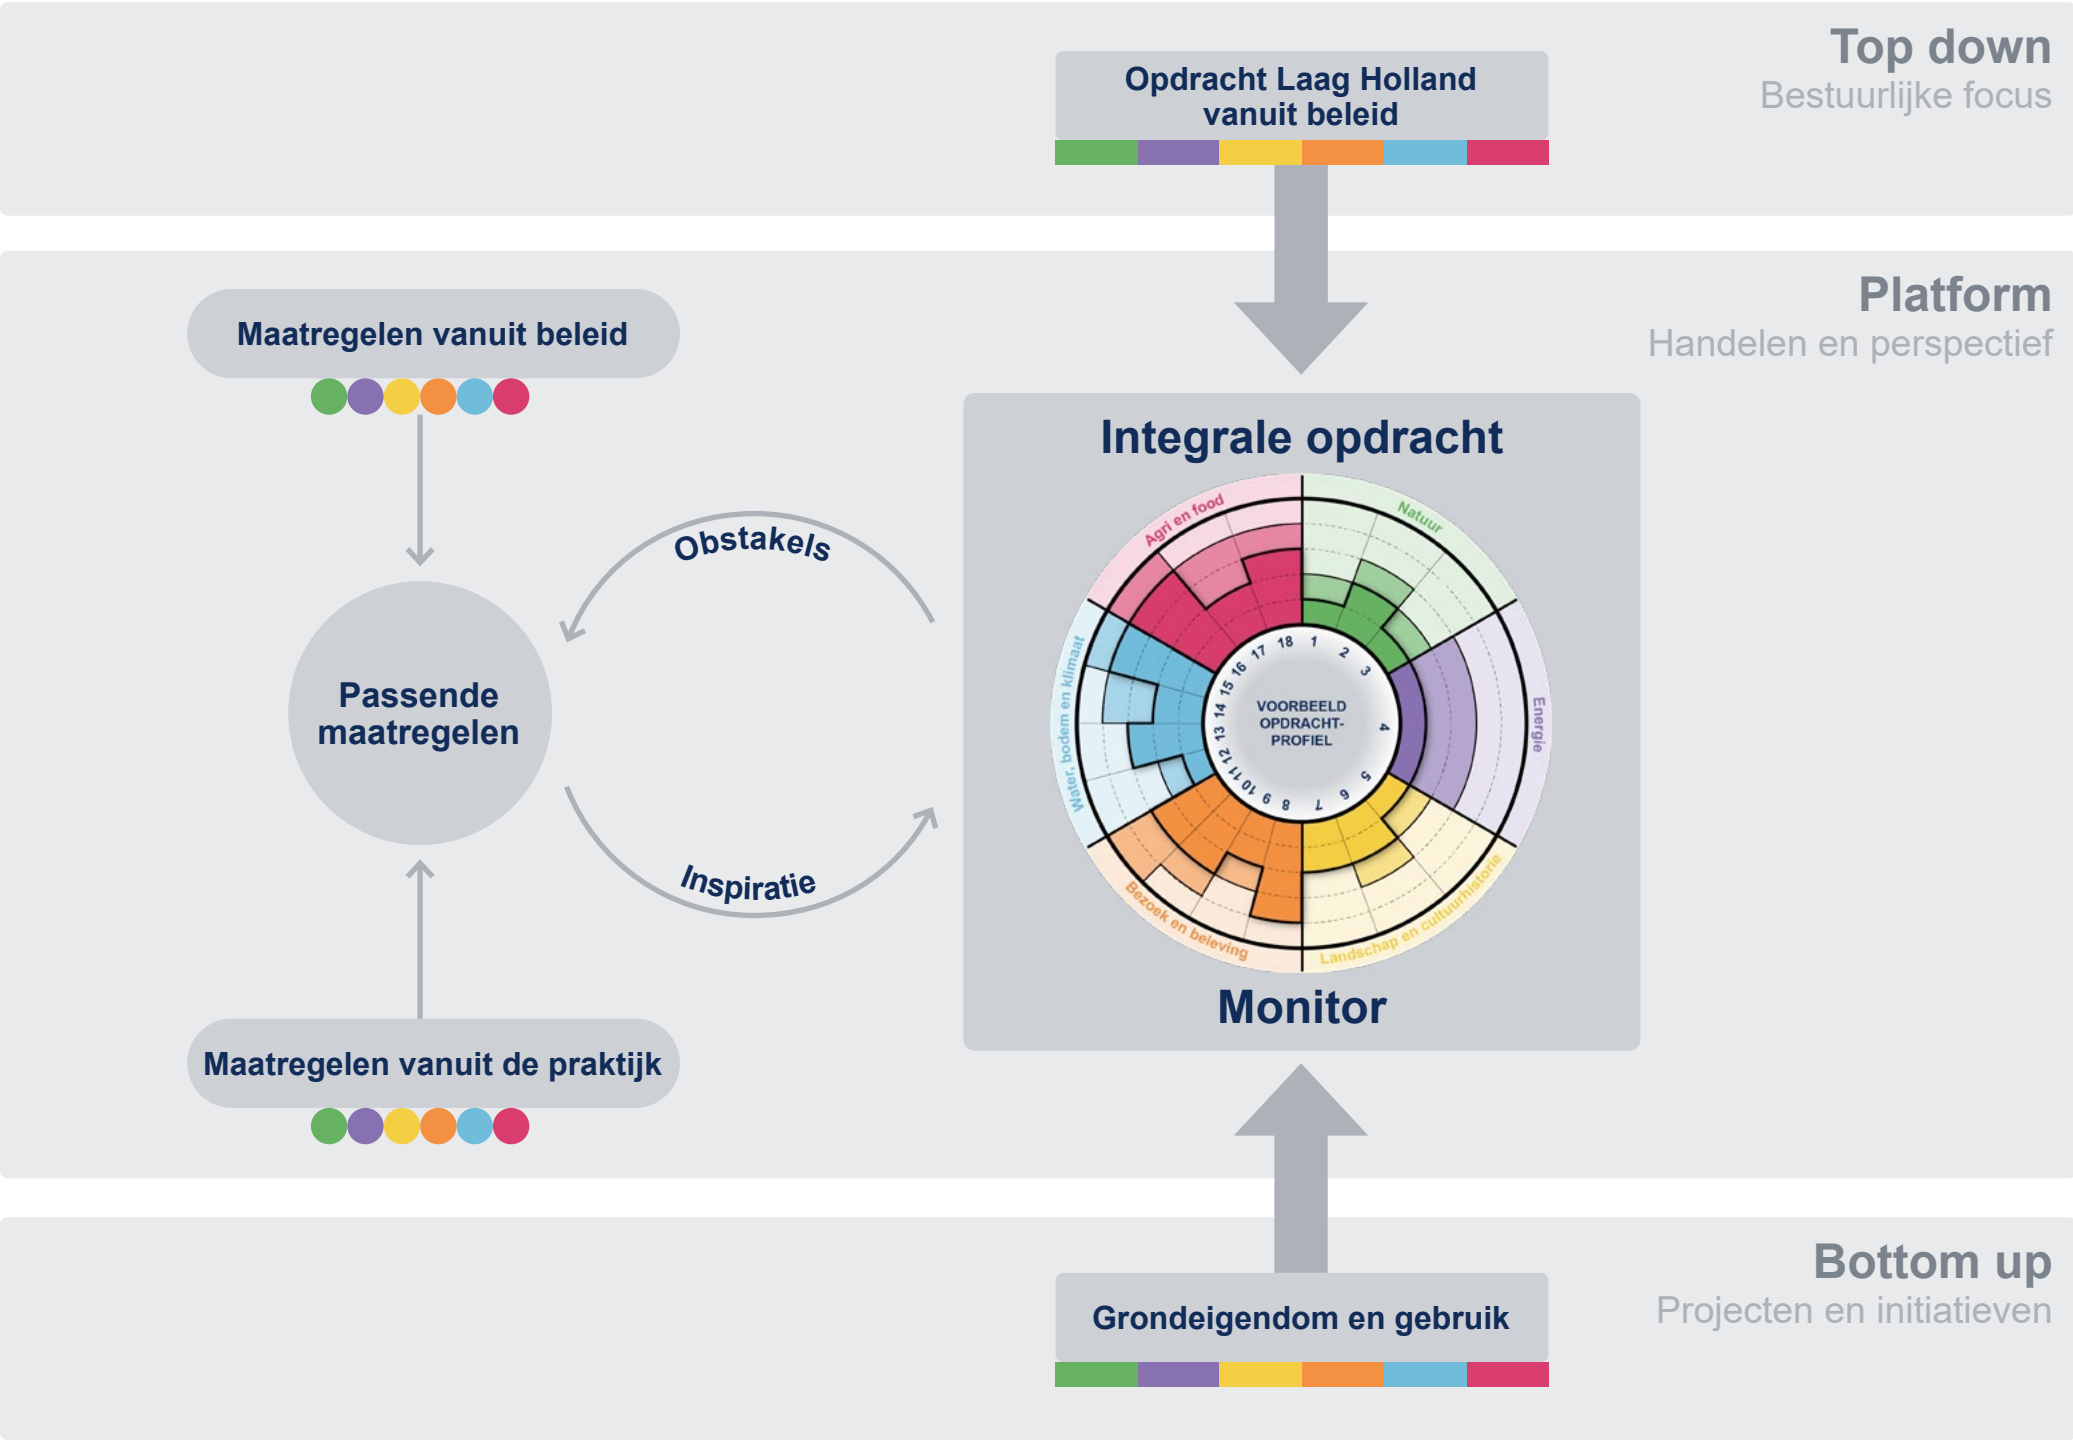 Top down
Bestuurlijke focus
Opdracht Laag Holland
vanuit beleid
Platform
Handelen en perspectief
Maatregelen vanuit beleid
Integrale opdracht
Obstakels
Passende
maatregelen
Inspiratie
Agri en food
Natuur
Energie
Landschap en cultuurhistorie
Bezoek en beleving
Water, bodem en klimaat
1
2
3
4
5
6
7
8
9
10
11
12
13
14
15
16
17
18
VOORBEELD
OPDRACHT-
PROFIEL
Monitor
Maatregelen vanuit de praktijk
Bottom up
Projecten en initiatieven
Grondeigendom en gebruik